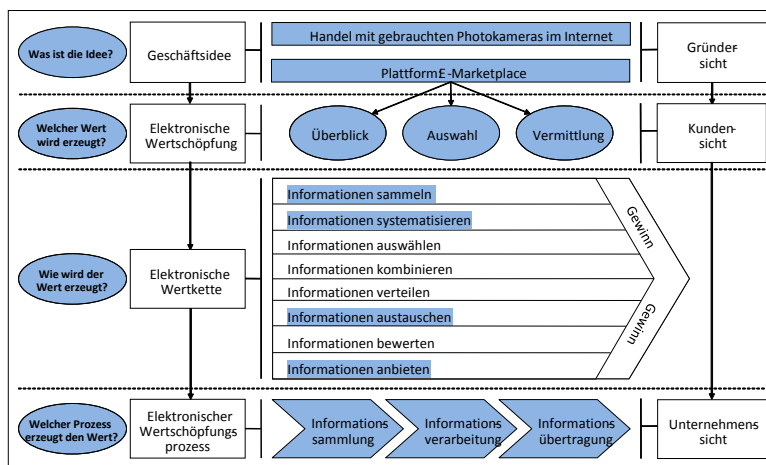 Was ist die Idee?
Geschäftsidee
Handel mit gebrauchten Photokameras im Internet
PlattformE-Marketplace
Gründer-
sicht
Welcher Wert
wird erzeugt?
Elektronische
Wertschöpfung
Überblick
Auswahl
Vermittlung
Kunden-
sicht
Wie wird der
Wert erzeugt?
Elektronische
Wertkette
Informationen sammeln
Informationen systematisieren
Informationen auswählen
Informationen kombinieren
Informationen verteilen
Informationen austauschen
Informationen bewerten
Informationen anbieten
Gewinn
Gewinn
Welcher Prozess
erzeugt den Wert?
Elektronischer
Wertschöpfungs
prozess
Informations
sammlung
Informations
verarbeitung
Informations
übertragung
Unternehmens
sicht